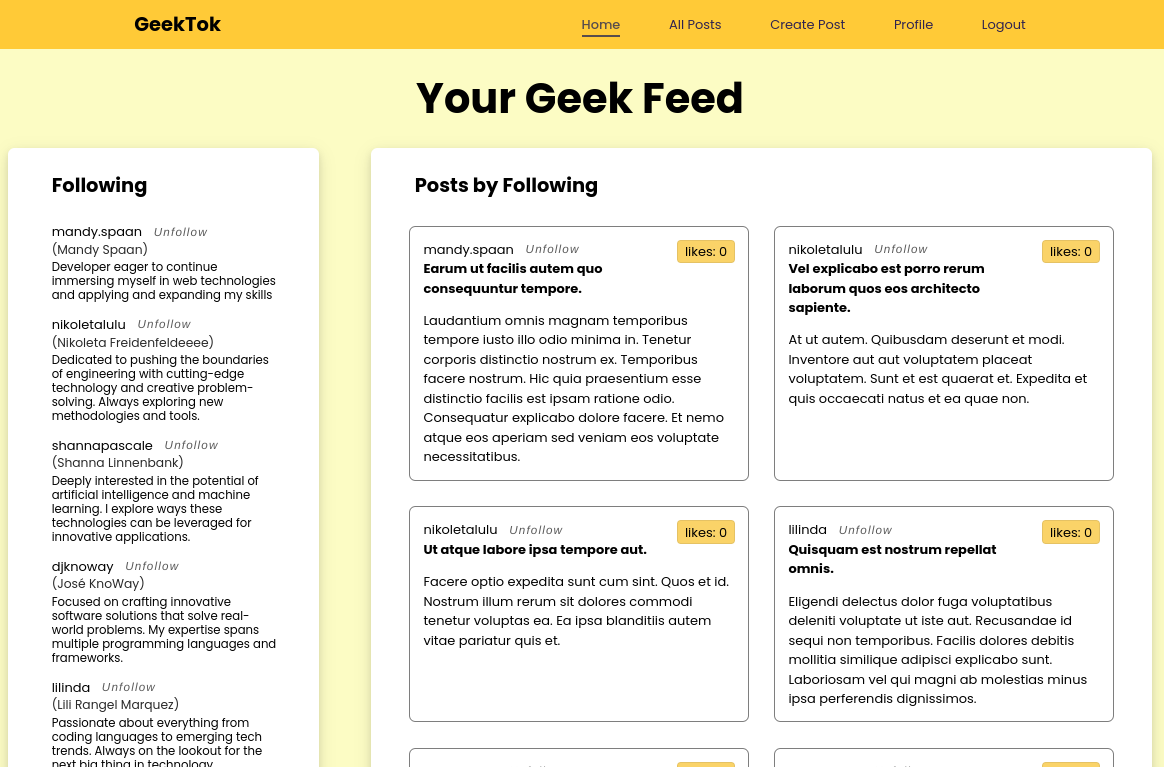 GeekTok
Home
All Posts
Create Post
Profile
Logout
Your Geek Feed
Following
mandy.spaan Unfollow
(Mandy Spaan)
Developer eager to continue
immersing myself in web technologies
and applying and expanding my skills
nikoletalulu Unfollow
(Nikoleta Freidenfeldeeee)
Dedicated to pushing the boundaries
of engineering with cutting-edge
technology and creative problem-
solving. Always exploring new
methodologies and tools.
shannapascale Unfollow
(Shanna Linnenbank)
Deeply interested in the potential of
artificial intelligence and machine
learning. I explore ways these
technologies can be leveraged for
innovative applications.
djknoway Unfollow
(José KnoWay)
Focused on crafting innovative
software solutions that solve real-
world problems. My expertise spans
multiple programming languages and
frameworks.
lilinda Unfollow
(Lili Rangel Marquez)
Passionate about everything from
coding languages to emerging tech
trends. Always on the lookout for the
next big thing in technology
Posts by Following
mandy.spaan Unfollow
likes: 0
Earum ut facilis autem quo
consequuntur tempore.
Laudantium omnis magnam temporibus
tempore iusto illo odio minima in. Tenetur
corporis distinctio nostrum ex. Temporibus
facere nostrum. Hic quia praesentium esse
distinctio facilis est ipsam ratione odio.
Consequatur explicabo dolore facere. Et nemo
atque eos aperiam sed veniam eos voluptate
necessitatibus.
nikoletalulu Unfollow
likes: 0
Vel explicabo est porro rerum
laborum quos eos architecto
sapiente.
At ut autem. Quibusdam deserunt et modi.
Inventore aut aut voluptatem placeat
voluptatem. Sunt et est quaerat et. Expedita et
quis occaecati natus et ea quae non.
nikoletalulu Unfollow
likes: 0
Ut atque labore ipsa tempore aut.
Facere optio expedita sunt cum sint. Quos et id.
Nostrum illum rerum sit dolores commodi
tenetur voluptas ea. Ea ipsa blanditiis autem
vitae pariatur quis et.
lilinda Unfollow
likes: 0
Quisquam est nostrum repellat
omnis.
Eligendi delectus dolor fuga voluptatibus
deleniti voluptate ut iste aut. Recusandae id
sequi non temporibus. Facilis dolores debitis
mollitia similique adipisci explicabo sunt.
Laboriosam vel qui magni ab molestias minus
ipsa perferendis dignissimos.